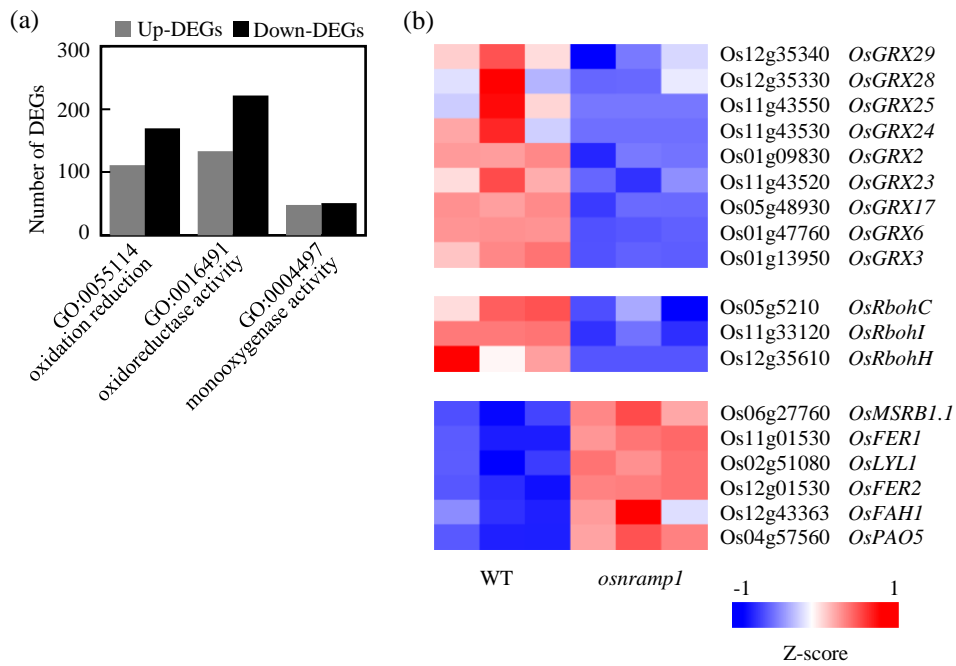 (a)
Up-DEGs Down-DEGs
300
200
100
0
Number of DEGs
GO:0055114
oxidation reduction
GO:0016491
oxidoreductase activity
GO:0004497
monooxygenase activity
(b)
Os12g35340 OsGRX29
Os12g35330 OsGRX28
Os11g43550 OsGRX25
Os11g43530 OsGRX24
Os01g09830 OsGRX2
Os11g43520 OsGRX23
Os05g48930 OsGRX17
Os01g47760 OsGRX6
Os01g13950 OsGRX3
Os05g5210 OsRbohC
Os11g33120 OsRbohI
Os12g35610 OsRbohH
Os06g27760 OsMSRB1.1
Os11g01530 OsFER1
Os02g51080 OsLYL1
Os12g01530 OsFER2
Os12g43363 OsFAH1
Os04g57560 OsPAO5
WT osnramp1
-1 1
Z-score